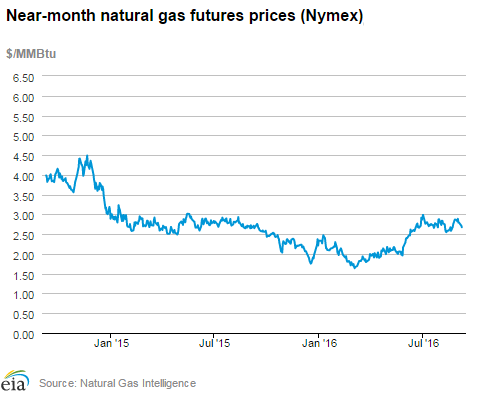 Near-month natural gas futures prices (Nymex)
$/MMBtu
6.50
6.00
5.50
5.00
4.50
4.00
3.50
3.00
2.50
2.00
1.50
1.00
0.50
0.00
Jan '15
Jul '15
Jan '16
Jul '16
eia
Source: Natural Gas Intelligence